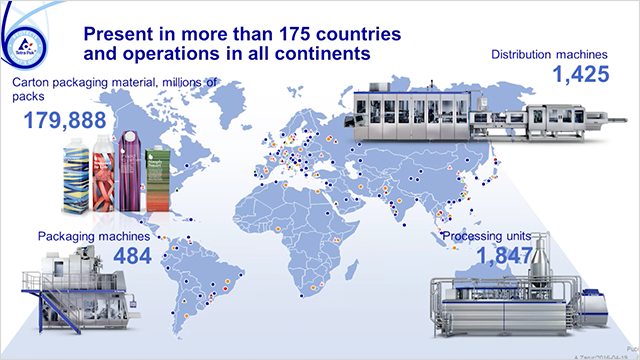 Present in more than 175 countries
and operations in all continents
Tetra Pak
Distribution machines
1,425
Carton packaging material, millions of
packs
179,888
Packaging machines
484
Processing units
1,847